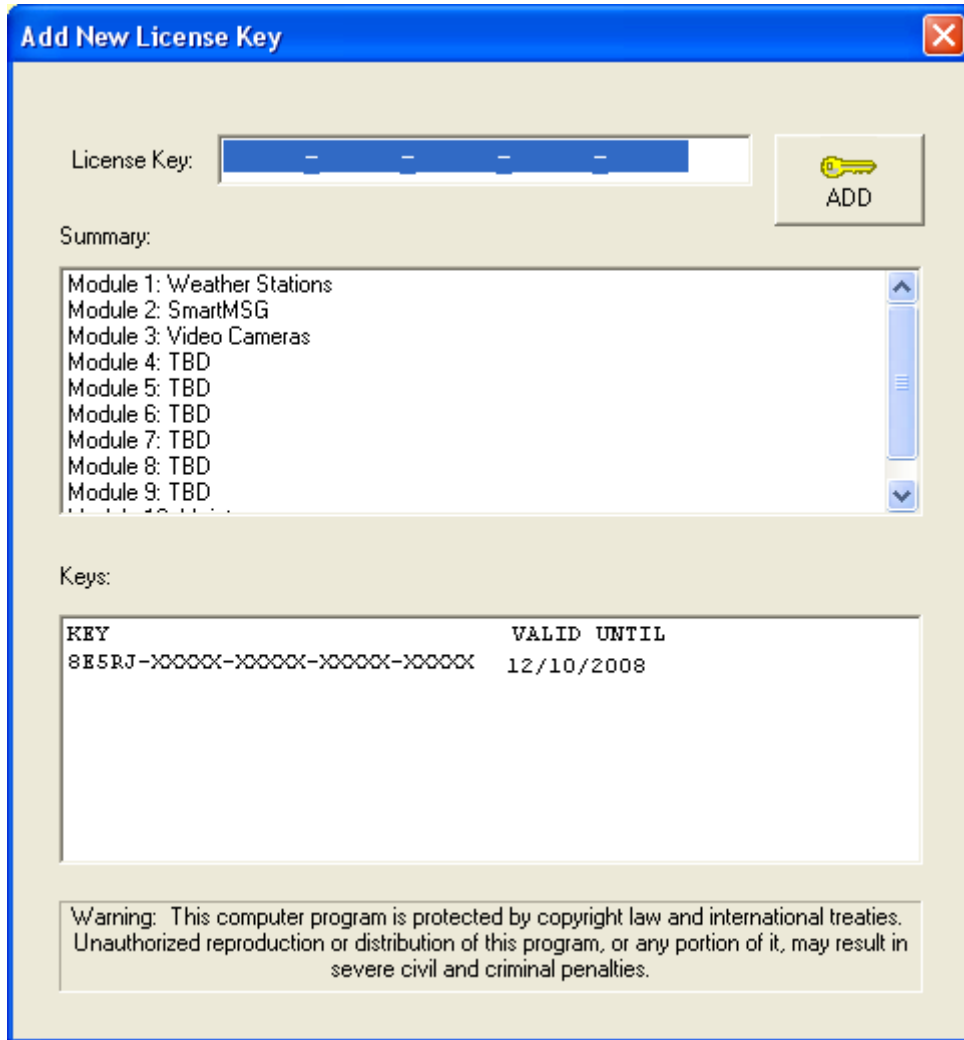 Add New License Key
License Key: _ _ _ _
ADD
Summary:
Module 1: Weather Stations
Module 2: SmartMSG
Module 3: Video Cameras
Module 4: TBD
Module 5: TBD
Module 6: TBD
Module 7: TBD
Module 8: TBD
Module 9: TBD
Keys:
KEY VALID UNTIL
8E5RJ-XXXXX-XXXXX-XXXXX-XXXXX 12/10/2008
Warning: This computer program is protected by copyright law and international treaties.
Unauthorized reproduction or distribution of this program, or any portion of it, may result in
severe civil and criminal penalties.